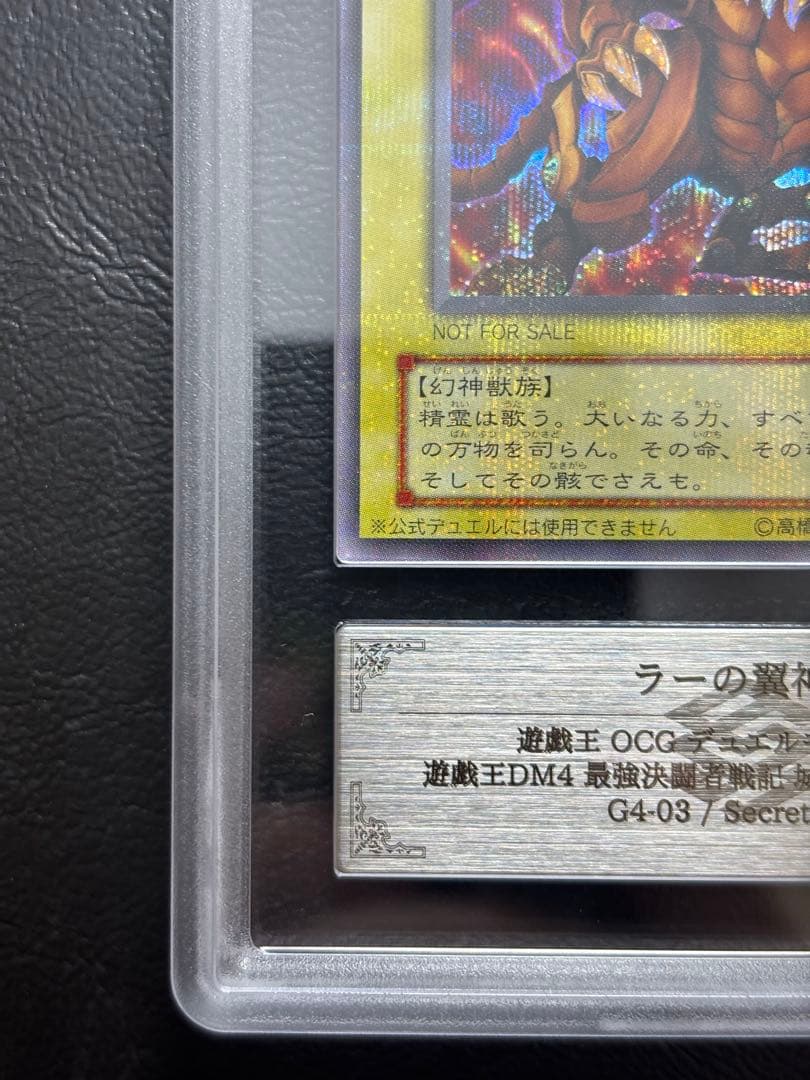 NOT FOR SALE
【幻神獣族】
精霊は歌う。大いなる力、すべ
の万物を司らん。その命、その
そしてその骸でさえも。
※公式デュエルには使用できません
©高橋
ラーの翼神
遊戯王 OCG デュエル
遊戯王DM4 最強決闘者戦記
G4-03 / Secret